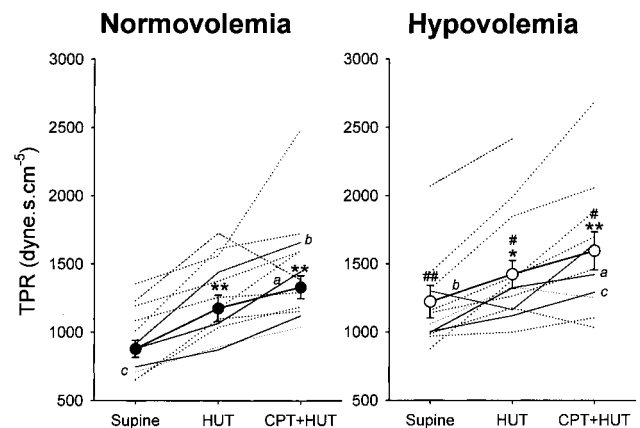 Normovolemia Hypovolemia
TPR (dyne.s.cm-5)
3000 3000
2500 2500
2000 2000
1500 1500
1000 1000
500 500
** ** b a c
## # * # ** b a c
Supine HUT CPT+HUT Supine HUT CPT+HUT